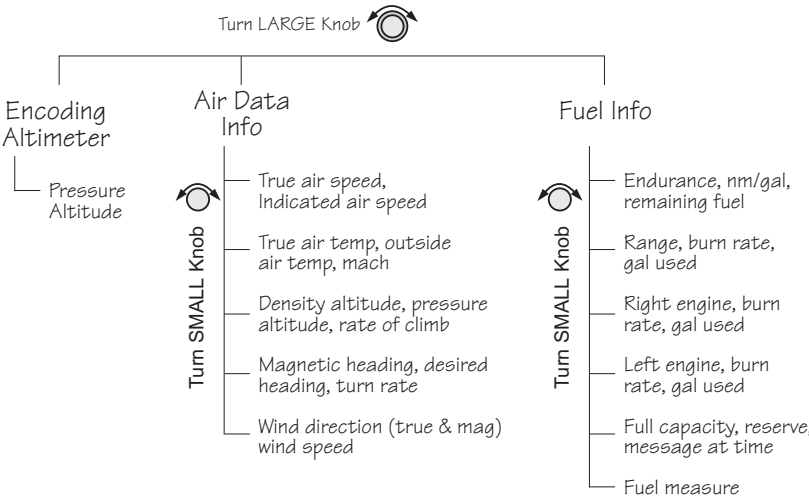 Turn LARGE Knob
Encoding
Altimeter
Pressure
Altitude
Air Data
Info
Turn SMALL Knob
True air speed,
Indicated air speed
True air temp, outside
air temp, mach
Density altitude, pressure
altitude, rate of climb
Magnetic heading, desired
heading, turn rate
Wind direction (true & mag)
wind speed
Fuel Info
Turn SMALL Knob
Endurance, nm/gal,
remaining fuel
Range, burn rate,
gal used
Right engine, burn
rate, gal used
Left engine, burn
rate, gal used
Full capacity, reserve,
message at time
Fuel measure